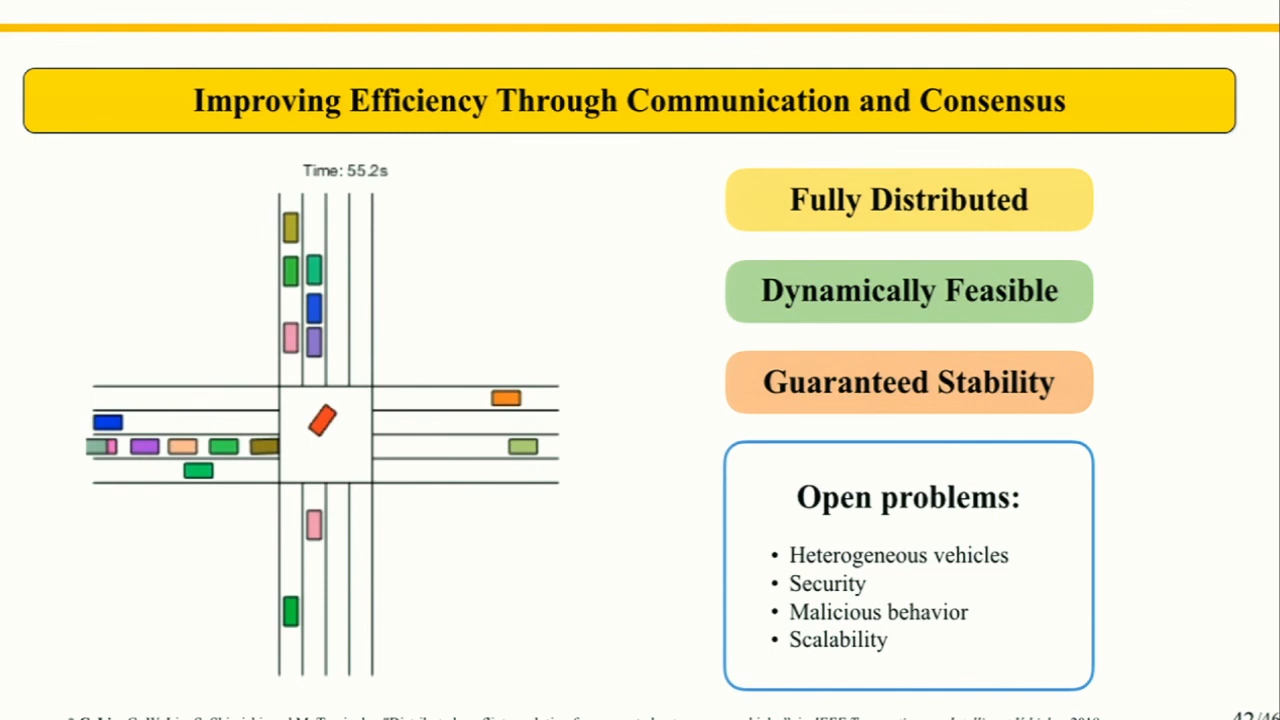 Improving Efficiency Through Communication and Consensus
Time: 55.2s
Fully Distributed
Dynamically Feasible
Guaranteed Stability
Open problems:
• Heterogeneous vehicles
• Security
• Malicious behavior
• Scalability